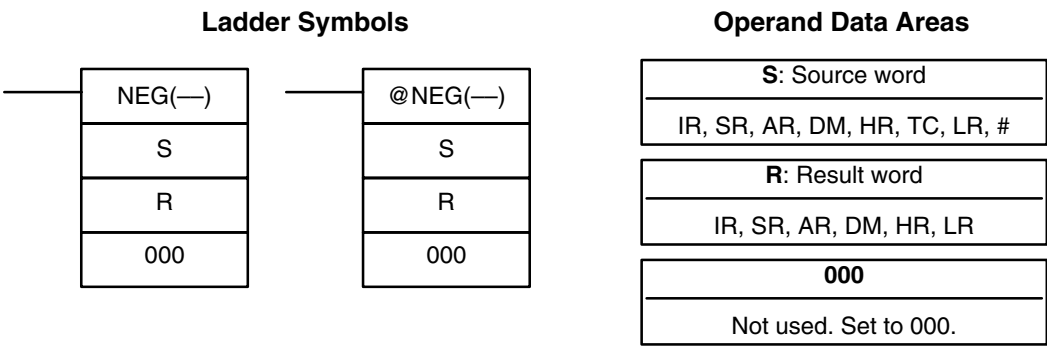 Ladder Symbols
NEG(––)
S
R
000
@NEG(––)
S
R
000
Operand Data Areas
S: Source word
IR, SR, AR, DM, HR, TC, LR, #
R: Result word
IR, SR, AR, DM, HR, LR
000
Not used. Set to 000.